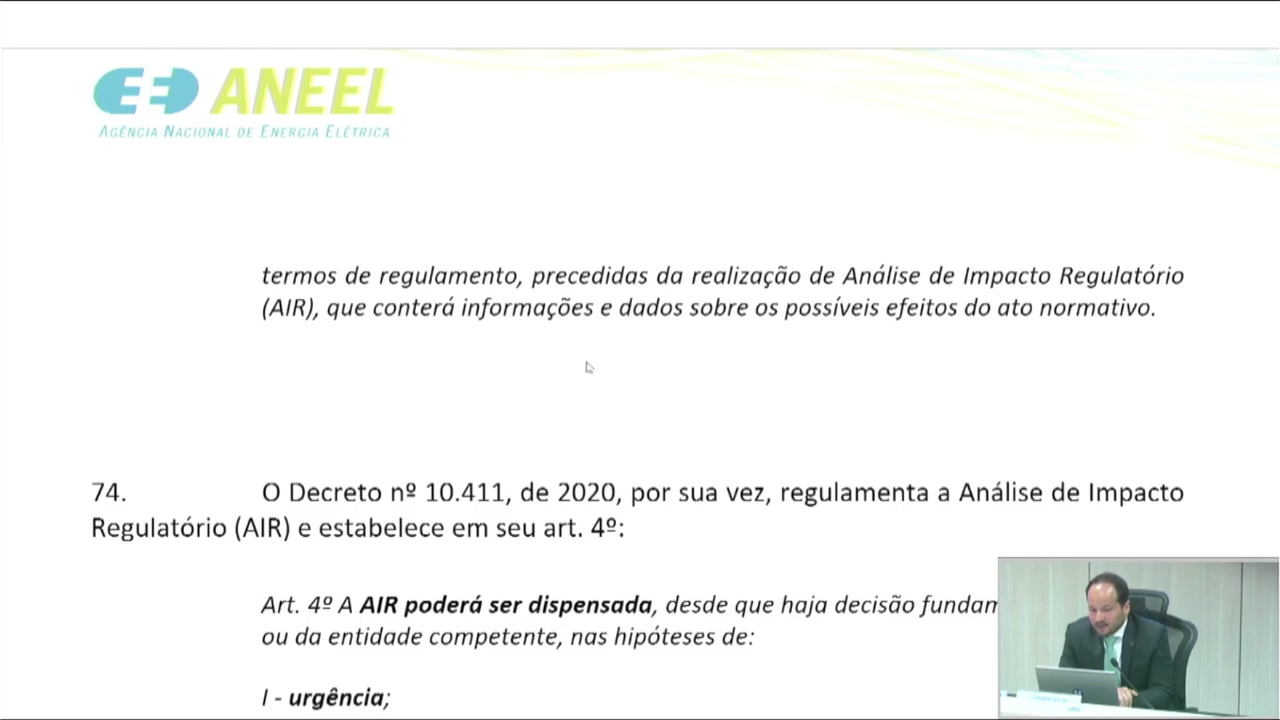 ANEEL
AGÊNCIA NACIONAL DE ENERGIA ELÉTRICA
termos de regulamento, precedidas da realização de Análise de Impacto Regulatório
(AIR), que conterá informações e dados sobre os possíveis efeitos do ato normativo.
74. O Decreto nº 10.411, de 2020, por sua vez, regulamenta a Análise de Impacto
Regulatório (AIR) e estabelece em seu art. 4º:
Art. 4º A AIR poderá ser dispensada, desde que haja decisão fundam
ou da entidade competente, nas hipóteses de:
I - urgência;